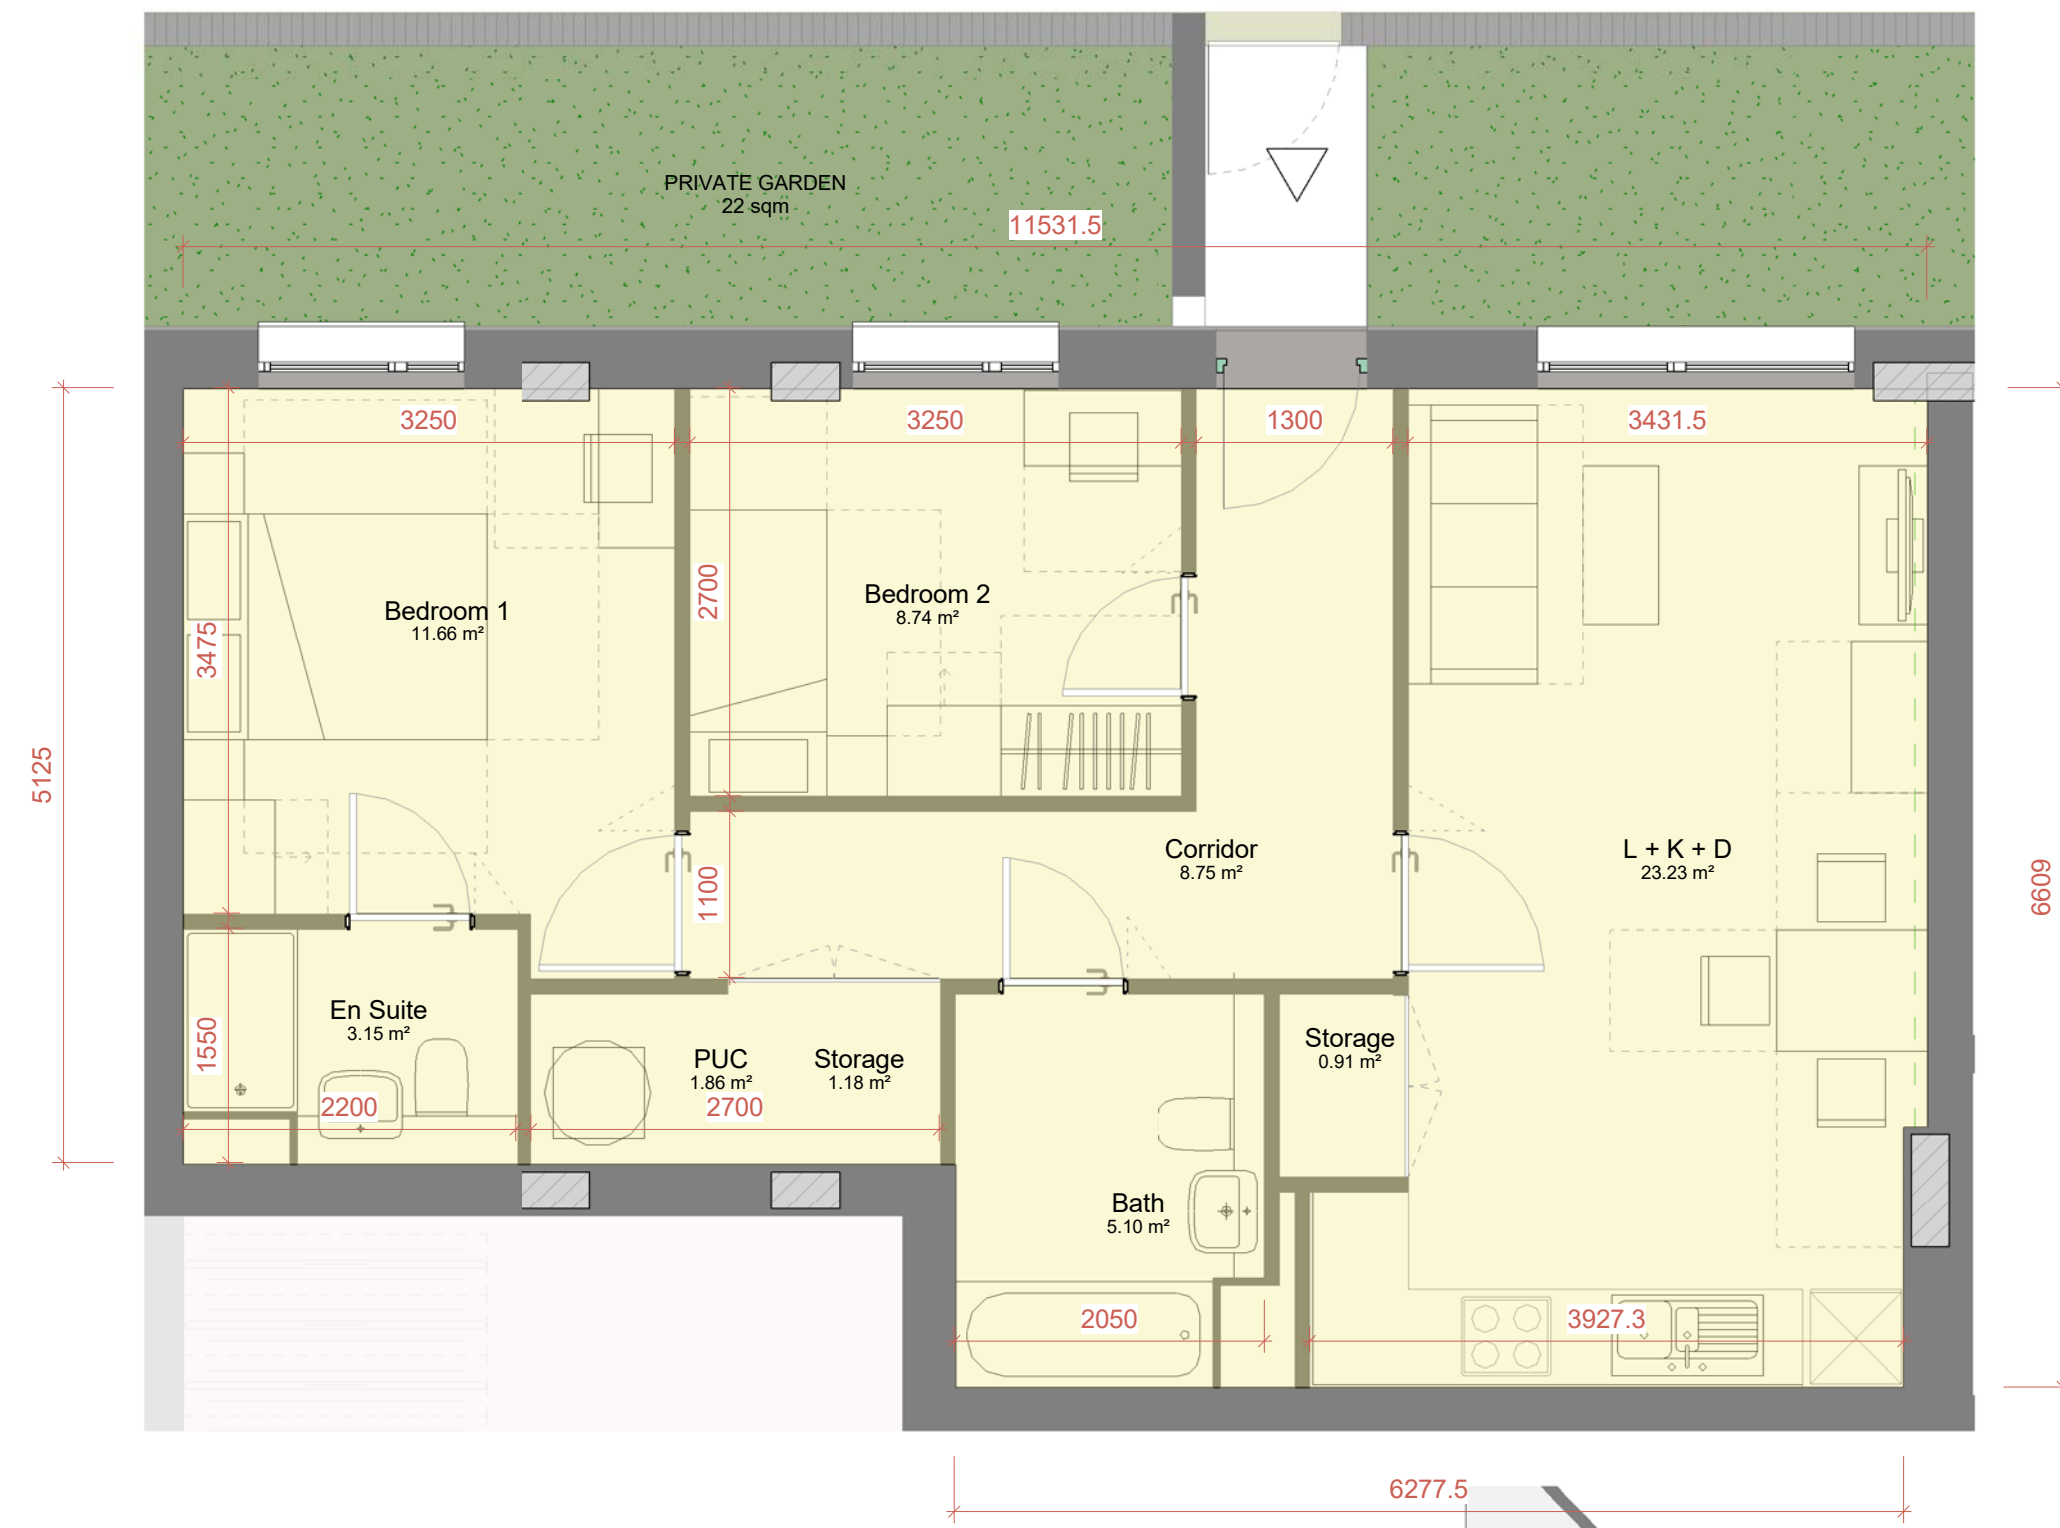 PRIVATE GARDEN
22 sqm
11531.5
3250
3250
1300
3431.5
2700
Bedroom 2
8.74 m²
Bedroom 1
11.66 m²
3475
5125
1100
Corridor
8.75 m²
L + K + D
23.23 m²
6609
En Suite
3.15 m²
1550
2200
PUC
1.86 m²
2700
Storage
1.18 m²
Storage
0.91 m²
Bath
5.10 m²
2050
3927.3
6277.5